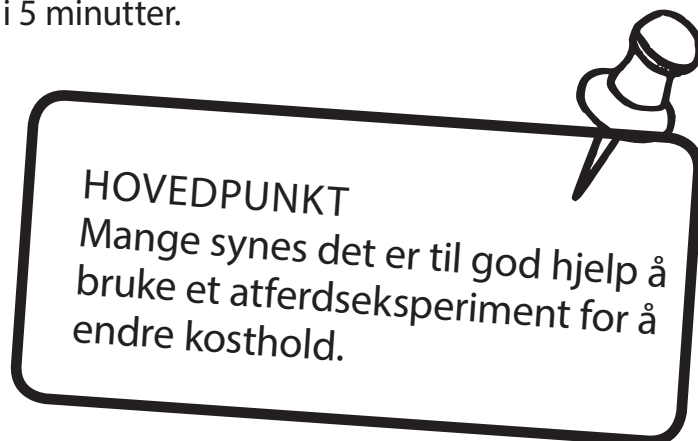 i 5 minutter.
HOVEDPUNKT
Mange synes det er til god hjelp å
bruke et atferdseksperiment for å
endre kosthold.